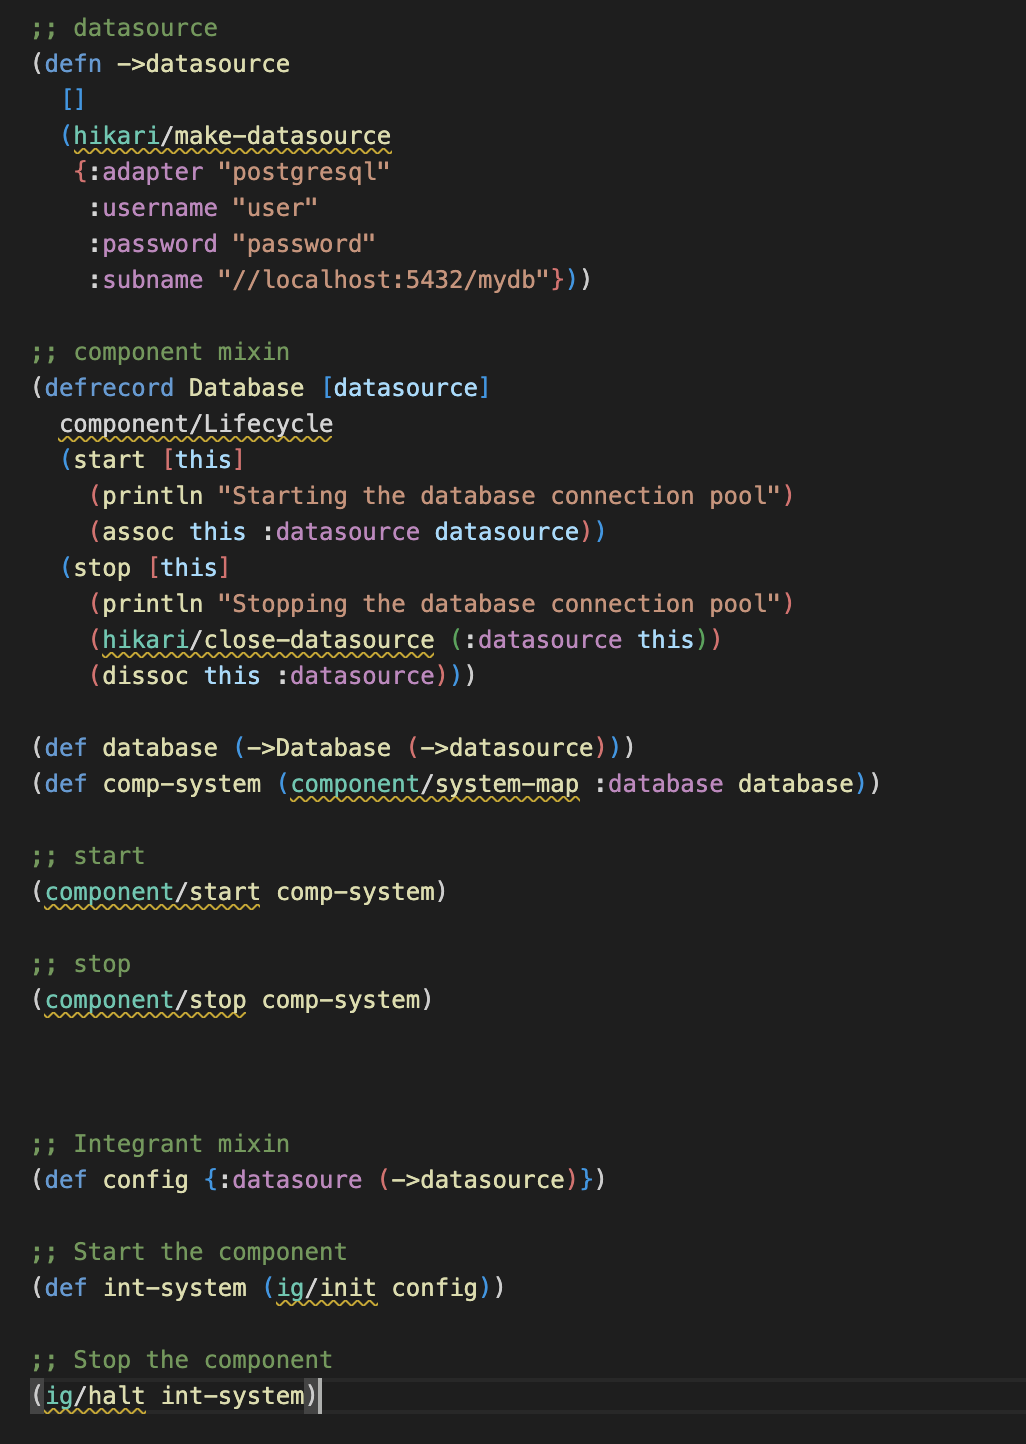 ;; datasource
(defn ->datasource
  []
  (hikari/make-datasource
   {:adapter "postgresql"
    :username "user"
    :password "password"
    :subname "//localhost:5432/mydb"}))

;; component mixin
(defrecord Database [datasource]
  component/Lifecycle
  (start [this]
    (println "Starting the database connection pool")
    (assoc this :datasource datasource))
  (stop [this]
    (println "Stopping the database connection pool")
    (hikari/close-datasource (:datasource this))
    (dissoc this :datasource)))

(def database (->Database (->datasource)))
(def comp-system (component/system-map :database database))

;; start
(component/start comp-system)

;; stop
(component/stop comp-system)

;; Integrant mixin
(def config {:datasoure (->datasource)})

;; Start the component
(def int-system (ig/init config))

;; Stop the component
(ig/halt int-system)